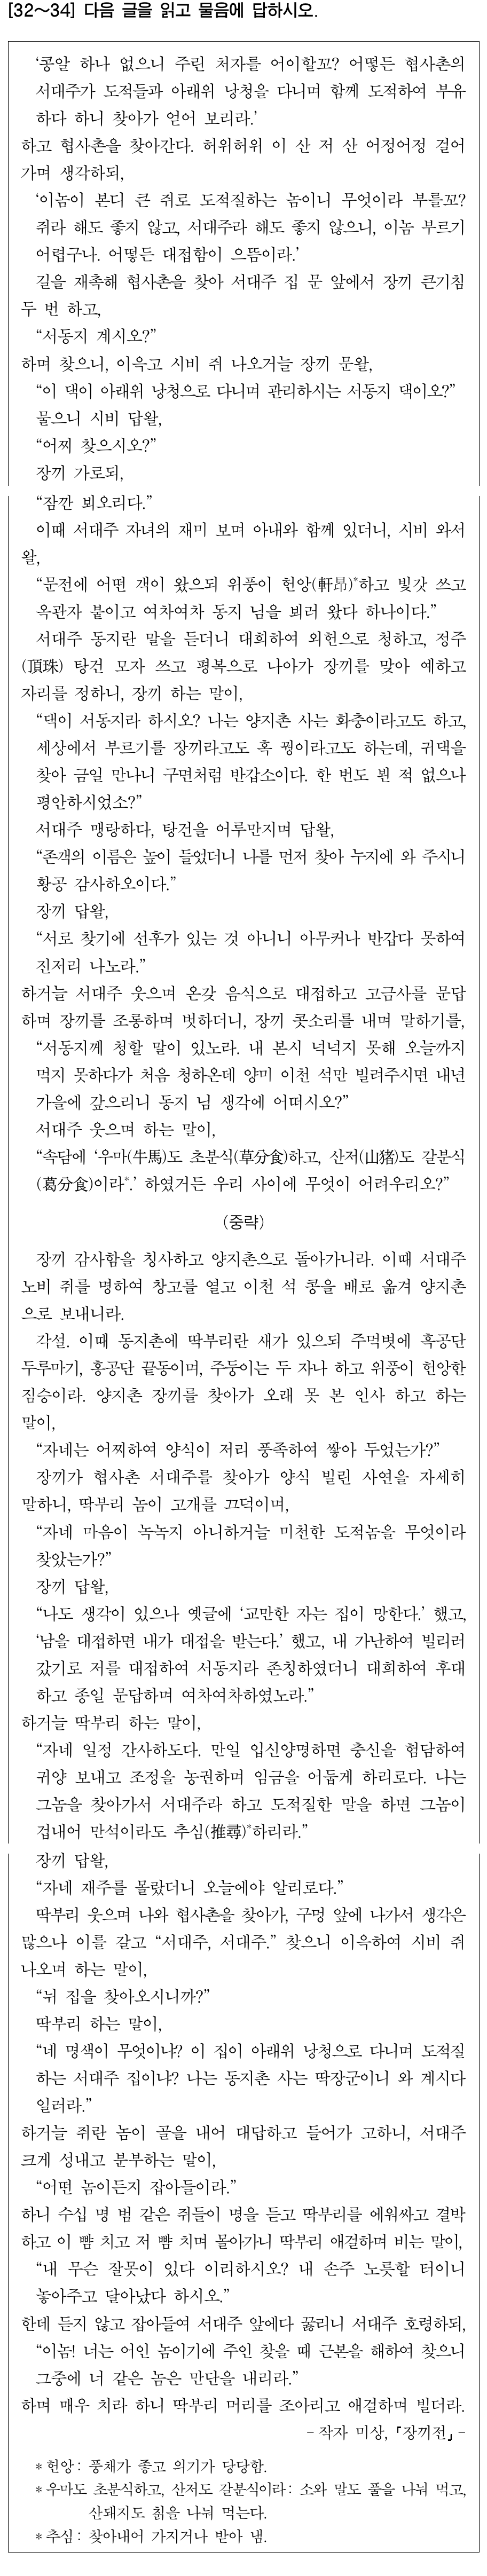 [32～34] 다음 글을 읽고 물음에 답하시오.
‘콩알 하나 없으니 주린 처자를 어이할꼬? 어떻든 협사촌의
서대주가 도적들과 아래위 낭청을 다니며 함께 도적하여 부유
하다 하니 찾아가 얻어 보리라.’
하고 협사촌을 찾아간다. 허위허위 이 산 저 산 어정어정 걸어
가며 생각하되,
‘이놈이 본디 큰 쥐로 도적질하는 놈이니 무엇이라 부를꼬?
쥐라 해도 좋지 않고, 서대주라 해도 좋지 않으니, 이놈 부르기
어렵구나. 어떻든 대접함이 으뜸이라.’
길을 재촉해 협사촌을 찾아 서대주 집 문 앞에서 장끼 큰기침
두 번 하고,
“서동지 계시오?”
하며 찾으니, 이윽고 시비 쥐 나오거늘 장끼 문왈,
“이 댁이 아래위 낭청으로 다니며 관리하시는 서동지 댁이오?”
물으니 시비 답왈,
“어찌 찾으시오?”
장끼 가로되,
“잠깐 뵈오리다.”
이때 서대주 자녀의 재미 보며 아내와 함께 있더니, 시비 와서
왈,
“문전에 어떤 객이 왔으되 위풍이 헌앙(軒昻)*하고 빛갓 쓰고
옥관자 붙이고 여차여차 동지 님을 뵈러 왔다 하나이다.”
서대주 동지란 말을 듣더니 대희하여 외헌으로 청하고, 정주
(頂珠) 탕건 모자 쓰고 평복으로 나아가 장끼를 맞아 예하고
자리를 정하니, 장끼 하는 말이,
“댁이 서동지라 하시오? 나는 양지촌 사는 화충이라고도 하고,
세상에서 부르기를 장끼라고도 혹 꿩이라고도 하는데, 귀댁을
찾아 금일 만나니 구면처럼 반갑소이다. 한 번도 뵌 적 없으나
평안하시었소?”
서대주 맹랑하다, 탕건을 어루만지며 답왈,
“존객의 이름은 높이 들었더니 나를 먼저 찾아 누지에 와 주시니
황공 감사하오이다.”
장끼 답왈,
“서로 찾기에 선후가 있는 것 아니니 아무커나 반갑다 못하여
진저리 나노라.”
하거늘 서대주 웃으며 온갖 음식으로 대접하고 고금사를 문답
하며 장끼를 조롱하며 벗하더니, 장끼 콧소리를 내며 말하기를,
“서동지께 청할 말이 있노라. 내 본시 넉넉지 못해 오늘까지
먹지 못하다가 처음 청하온데 양미 이천 석만 빌려주시면 내년
가을에 갚으리니 동지 님 생각에 어떠시오?”
서대주 웃으며 하는 말이,
“속담에 ‘우마(牛馬)도 초분식(草分食)하고, 산저(山猪)도 갈분식
(葛分食)이라*.’ 하였거든 우리 사이에 무엇이 어려우리오?”
(중략)
장끼 감사함을 칭사하고 양지촌으로 돌아가니라. 이때 서대주
노비 쥐를 명하여 창고를 열고 이천 석 콩을 배로 옮겨 양지촌
으로 보내니라.
각설. 이때 동지촌에 딱부리란 새가 있으되 주먹볏에 흑공단
두루마기, 홍공단 끝동이며, 주둥이는 두 자나 하고 위풍이 헌앙한
짐승이라. 양지촌 장끼를 찾아가 오래 못 본 인사 하고 하는
말이,
“자네는 어찌하여 양식이 저리 풍족하여 쌓아 두었는가?”
장끼가 협사촌 서대주를 찾아가 양식 빌린 사연을 자세히
말하니, 딱부리 놈이 고개를 끄덕이며,
“자네 마음이 녹녹지 아니하거늘 미천한 도적놈을 무엇이라
찾았는가?”
장끼 답왈,
“나도 생각이 있으나 옛글에 ‘교만한 자는 집이 망한다.’ 했고,
‘남을 대접하면 내가 대접을 받는다.’ 했고, 내 가난하여 빌리러
갔기로 저를 대접하여 서동지라 존칭하였더니 대희하여 후대
하고 종일 문답하며 여차여차하였노라.”
하거늘 딱부리 하는 말이,
“자네 일정 간사하도다. 만일 입신양명하면 충신을 험담하여
귀양 보내고 조정을 농권하며 임금을 어둡게 하리로다. 나는
그놈을 찾아가서 서대주라 하고 도적질한 말을 하면 그놈이
겁내어 만석이라도 추심(推尋)*하리라.”
장끼 답왈,
“자네 재주를 몰랐더니 오늘에야 알리로다.”
딱부리 웃으며 나와 협사촌을 찾아가, 구멍 앞에 나가서 생각은
많으나 이를 갈고 “서대주, 서대주.” 찾으니 이윽하여 시비 쥐
나오며 하는 말이,
“뉘 집을 찾아오시니까?”
딱부리 하는 말이,
“네 명색이 무엇이냐? 이 집이 아래위 낭청으로 다니며 도적질
하는 서대주 집이냐? 나는 동지촌 사는 딱장군이니 와 계시다
일러라.”
하거늘 쥐란 놈이 골을 내어 대답하고 들어가 고하니, 서대주
크게 성내고 분부하는 말이,
“어떤 놈이든지 잡아들이라.”
하니 수십 명 범 같은 쥐들이 명을 듣고 딱부리를 에워싸고 결박
하고 이 뺨 치고 저 뺨 치며 몰아가니 딱부리 애걸하며 비는 말이,
“내 무슨 잘못이 있다 이리하시오? 내 손주 노릇할 터이니
놓아주고 달아났다 하시오.”
한데 듣지 않고 잡아들여 서대주 앞에다 꿇리니 서대주 호령하되,
“이놈! 너는 어인 놈이기에 주인 찾을 때 근본을 해하여 찾으니
그중에 너 같은 놈은 만단을 내리라.”
하며 매우 치라 하니 딱부리 머리를 조아리고 애걸하며 빌더라.
- 작자 미상, ｢장끼전｣ -
* 헌앙 : 풍채가 좋고 의기가 당당함.
* 우마도 초분식하고, 산저도 갈분식이라 : 소와 말도 풀을 나눠 먹고,
산돼지도 칡을 나눠 먹는다.
* 추심 : 찾아내어 가지거나 받아 냄.